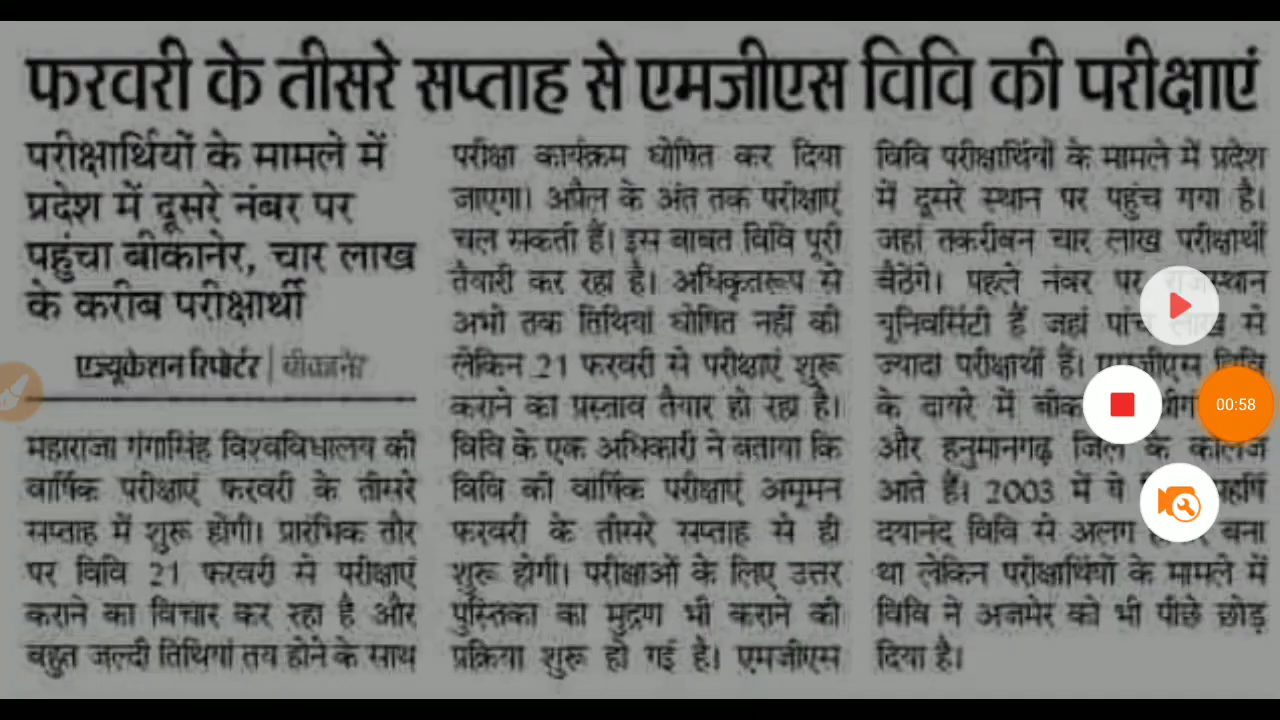 फरवरी के तीसरे सप्ताह से एमजीएस विवि की परीक्षाएं
परीक्षार्थियों के मामले में
प्रदेश में दूसरे नंबर पर
पहुंचा बीकानेर, चार लाख
के करीब परीक्षार्थी
एज्यूकेशन रिपोर्टर | बीकानेर
महाराजा गंगासिंह विश्वविधालय की
वार्षिक परीक्षाएं फरवरी के तीसरे
सप्ताह में शुरू होंगी। प्रारंभिक तौर
पर विवि 21 फरवरी से परीक्षाएं
कराने का विचार कर रहा है और
बहुत जल्दी तिथियां तय होने के साथ
परीक्षा कार्यक्रम घोषित कर दिया
जाएगा। अप्रैल के अंत तक परीक्षाएं
चल सकती हैं। इस बाबत विवि पूरी
तैयारी कर रहा है। अधिकृतरूप से
अभी तक तिथियां घोषित नहीं की
लेकिन 21 फरवरी से परीक्षाएं शुरू
कराने का प्रस्ताव तैयार हो रहा है।
विवि के एक अधिकारी ने बताया कि
विवि की वार्षिक परीक्षाएं अमूमन
फरवरी के तीसरे सप्ताह से ही
शुरू होगी। परीक्षाओं के लिए उत्तर
पुस्तिका का मुद्रण भी कराने की
प्रक्रिया शुरू हो गई है। एमजीएस
विवि परीक्षार्थियों के मामले में प्रदेश
में दूसरे स्थान पर पहुंच गया है।
जहां तकरीबन चार लाख परीक्षार्थी
बैठेंगे। पहले नंबर पर राजस्थान
यूनिवर्सिटी हैं जहां पांच लाख में
ज्यादा परीक्षार्थी हैं। एमजीएस विवि
के दायरे में
और हनुमानगढ़ जिले के कॉलेज
आते हैं। 2003 में ये
दयानंद विवि से अलग बना
था लेकिन परीक्षार्थियों के मामले में
विवि ने अजमेर को भी पीछे छोड़
दिया है।
00:58